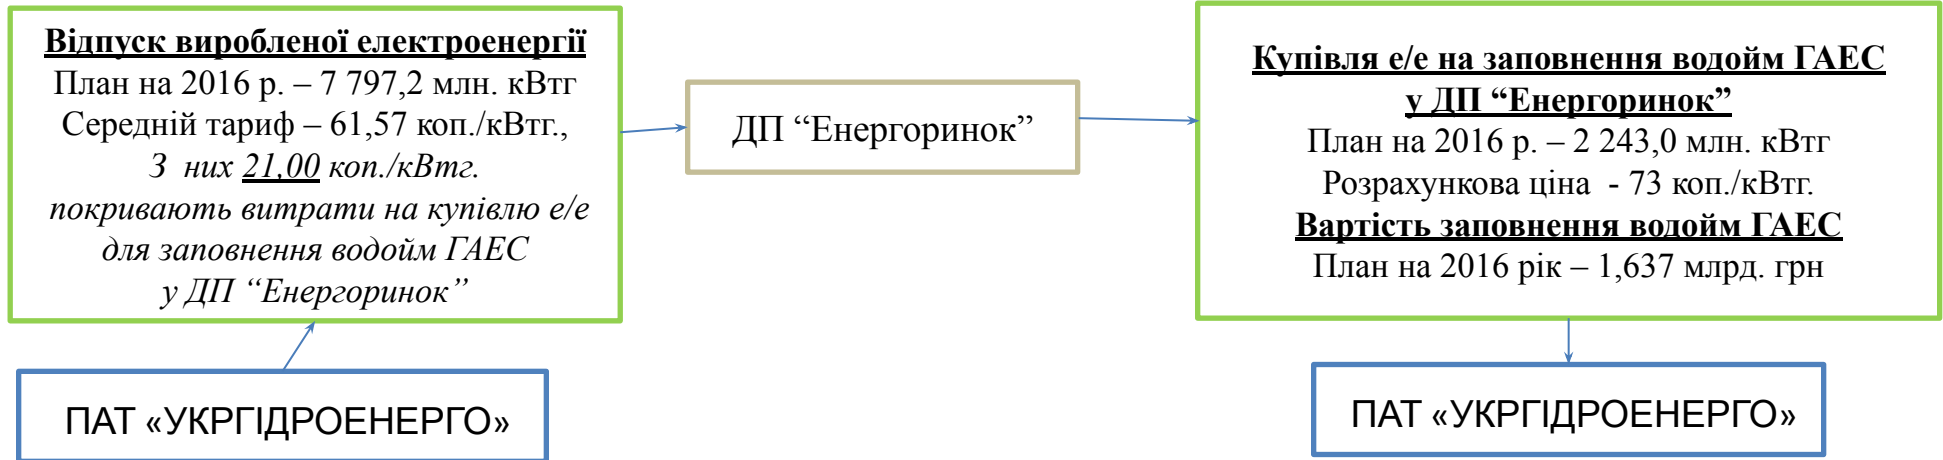 Відпуск виробленої електроенергії
План на 2016 р. – 7 797,2 млн. кВтг
Середній тариф – 61,57 коп./кВтг.,
З них 21,00 коп./кВтг.
покривають витрати на купівлю е/е
для заповнення водойм ГАЕС
у ДП “Енергоринок”
ПАТ «УКРГІДРОЕНЕРГО»
ДП “Енергоринок”
Купівля е/е на заповнення водойм ГАЕС
у ДП “Енергоринок”
План на 2016 р. – 2 243,0 млн. кВтг
Розрахункова ціна - 73 коп./кВтг.
Вартість заповнення водойм ГАЕС
План на 2016 рік – 1,637 млрд. грн
ПАТ «УКРГІДРОЕНЕРГО»